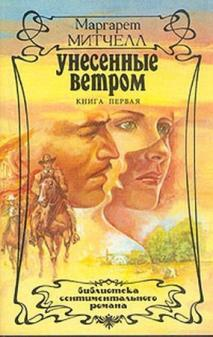 Маргарет
МИТЧЕЛЛ
УНЕСЕННЫЕ
ВЕТРОМ
КНИГА ПЕРВАЯ
библиотека
сентиментального
романа